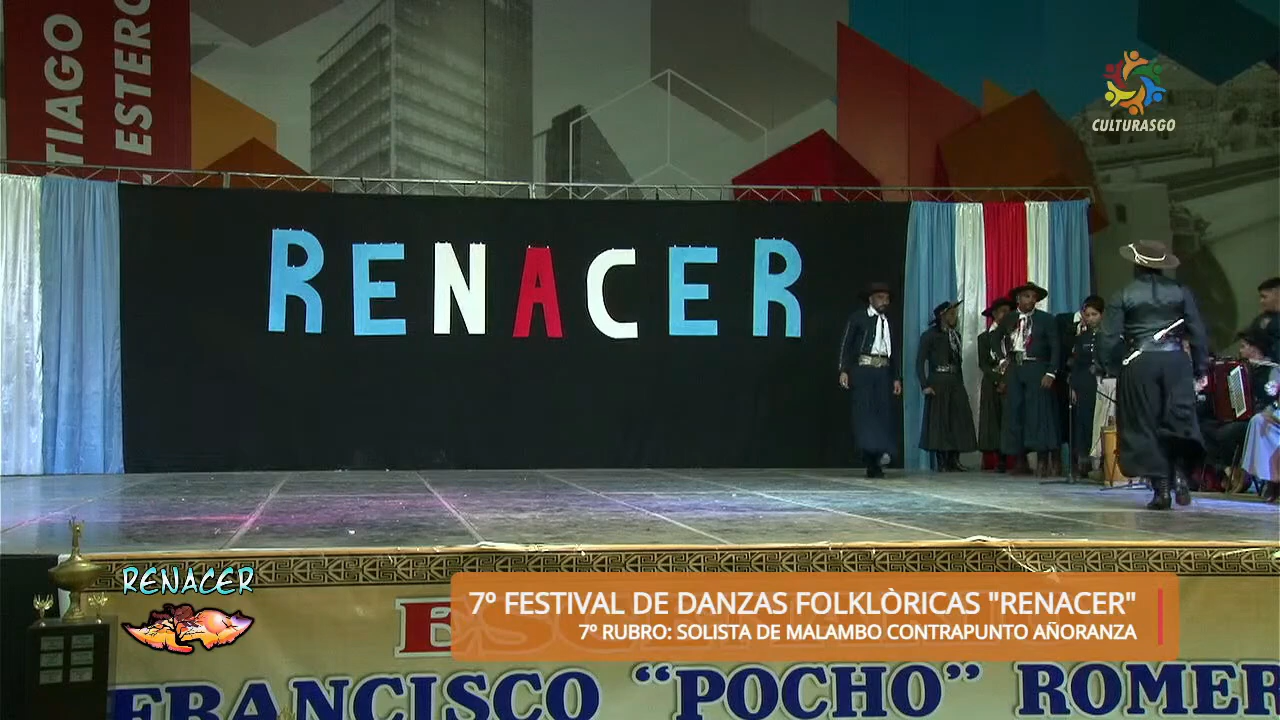 TIAGO
ESTERO
CULTURASGO
RENACER
RENACER
7º FESTIVAL DE DANZAS FOLKLÒRICAS "RENACER"
7º RUBRO: SOLISTA DE MALAMBO CONTRAPUNTO AÑORANZA
FRANCISCO “POCHO” ROMER